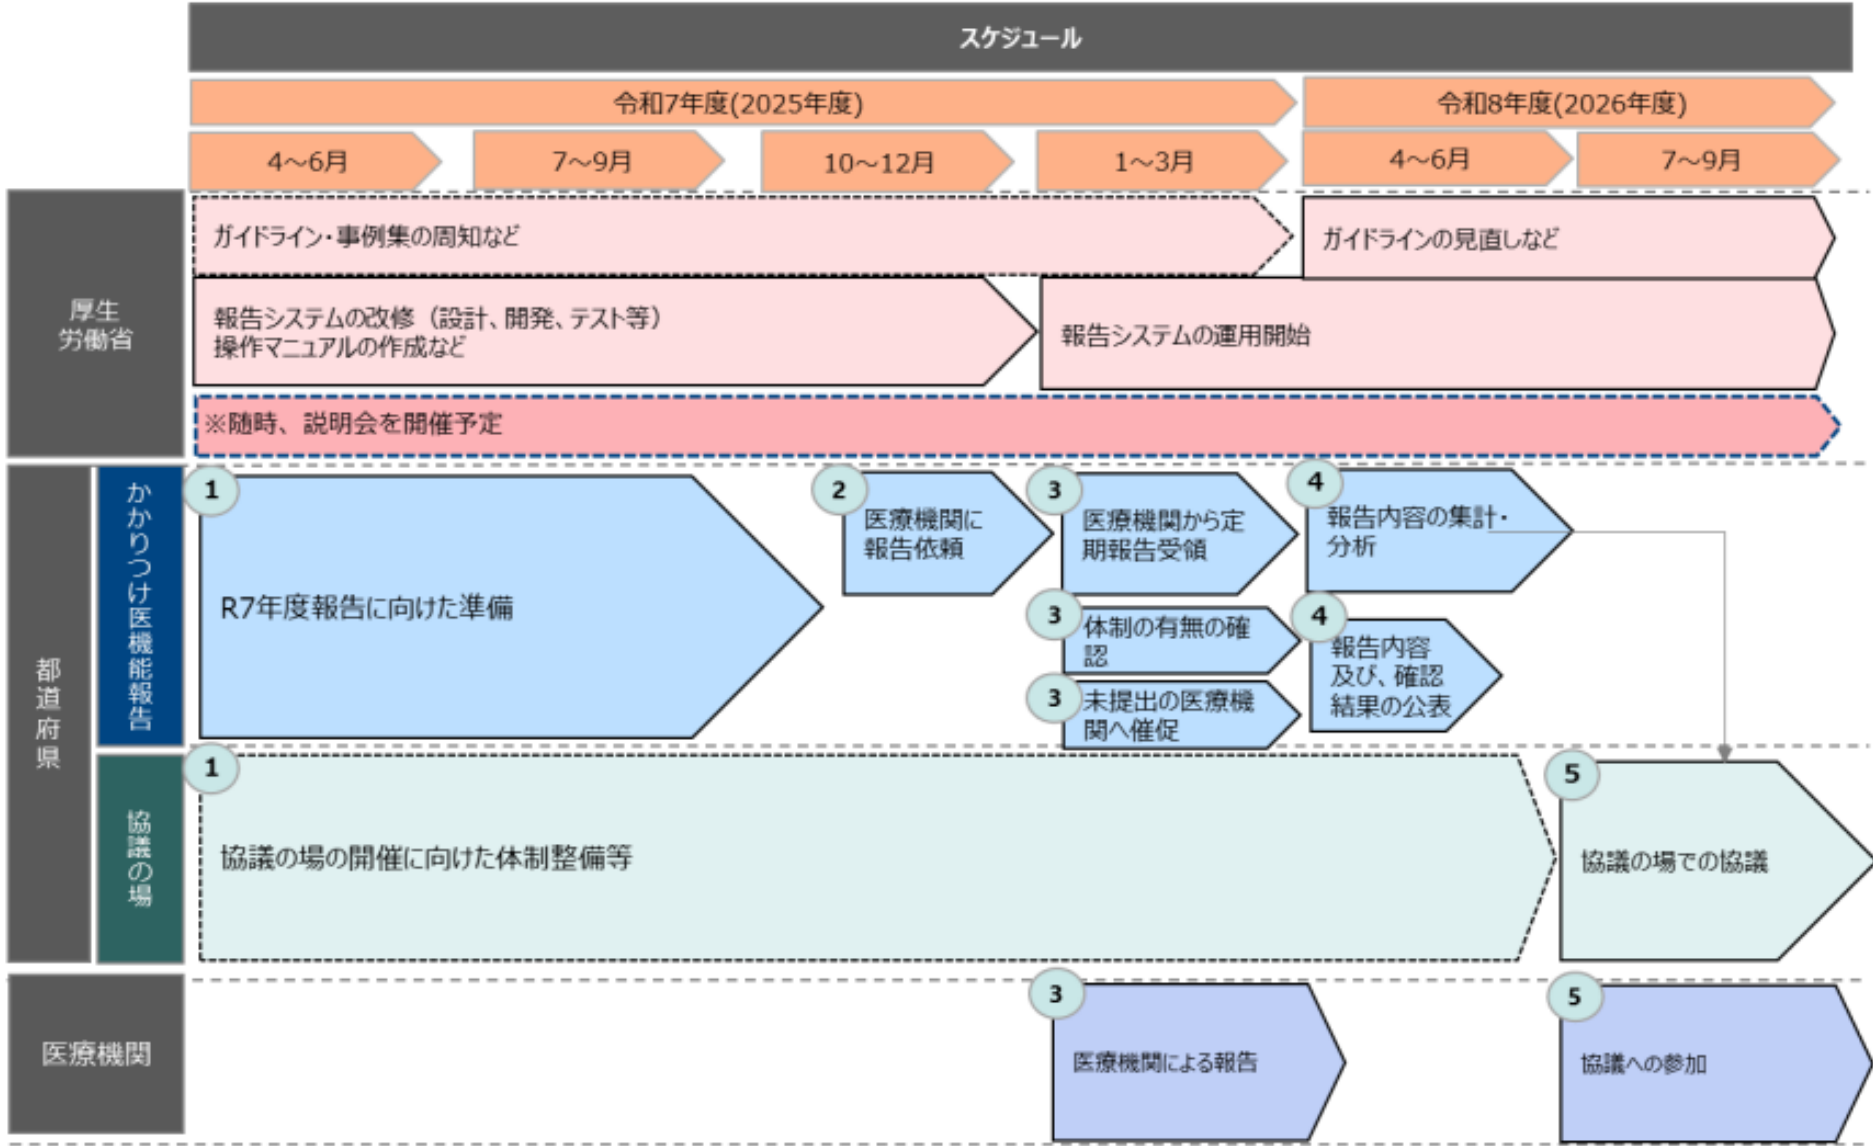 スケジュール
令和7年度(2025年度)
令和8年度(2026年度)
4～6月
7～9月
10～12月
1～3月
4～6月
7～9月
厚生
労働省
ガイドライン・事例集の周知など
ガイドラインの見直しなど
報告システムの改修（設計、開発、テスト等）
操作マニュアルの作成など
報告システムの運用開始
※随時、説明会を開催予定
都道府県
かかりつけ医機能報告
1
R7年度報告に向けた準備
2
医療機関に
報告依頼
3
医療機関から定
期報告受領
3
体制の有無の確
認
3
未提出の医療機
関へ催促
4
報告内容の集計・
分析
4
報告内容
及び、確認
結果の公表
協議の場
1
協議の場の開催に向けた体制整備等
5
協議の場での協議
医療機関
3
医療機関による報告
5
協議への参加